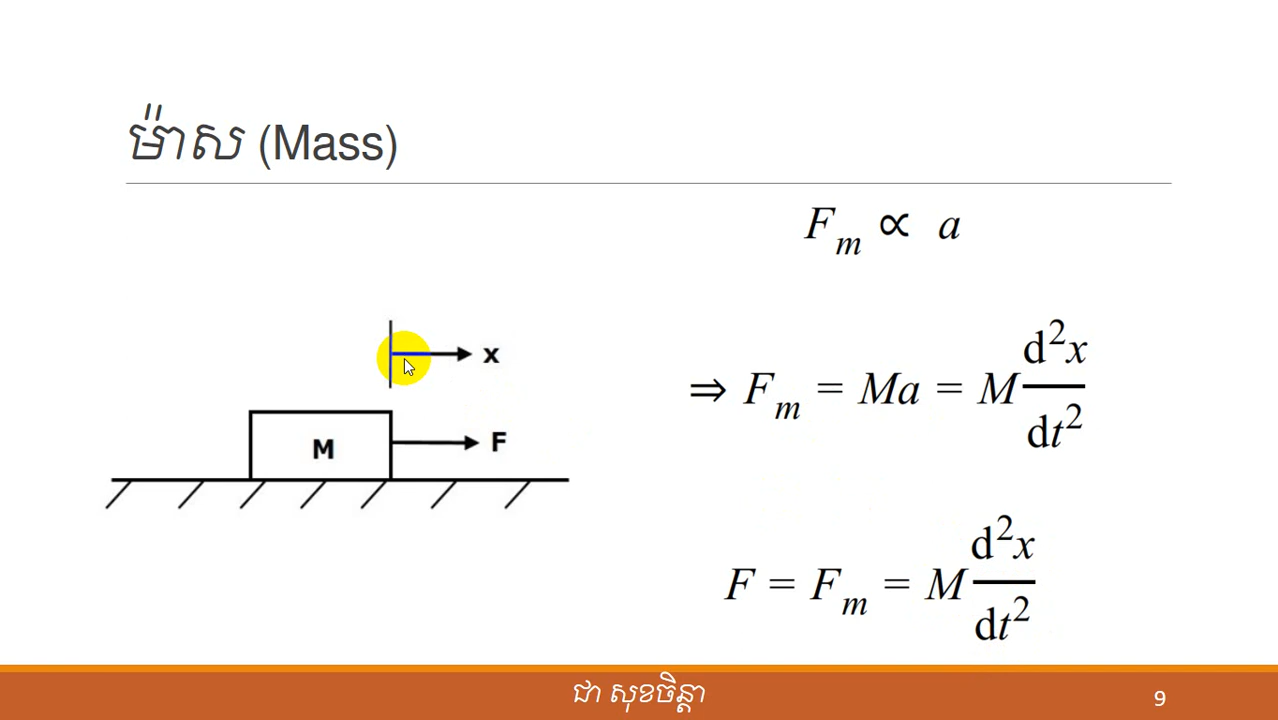 ម៉ាស (Mass)
F_m ∝ a
x
M
F
⇒ F_m = Ma = M d²x/dt²
F = F_m = M d²x/dt²
ជា សុខចិន្តា
9